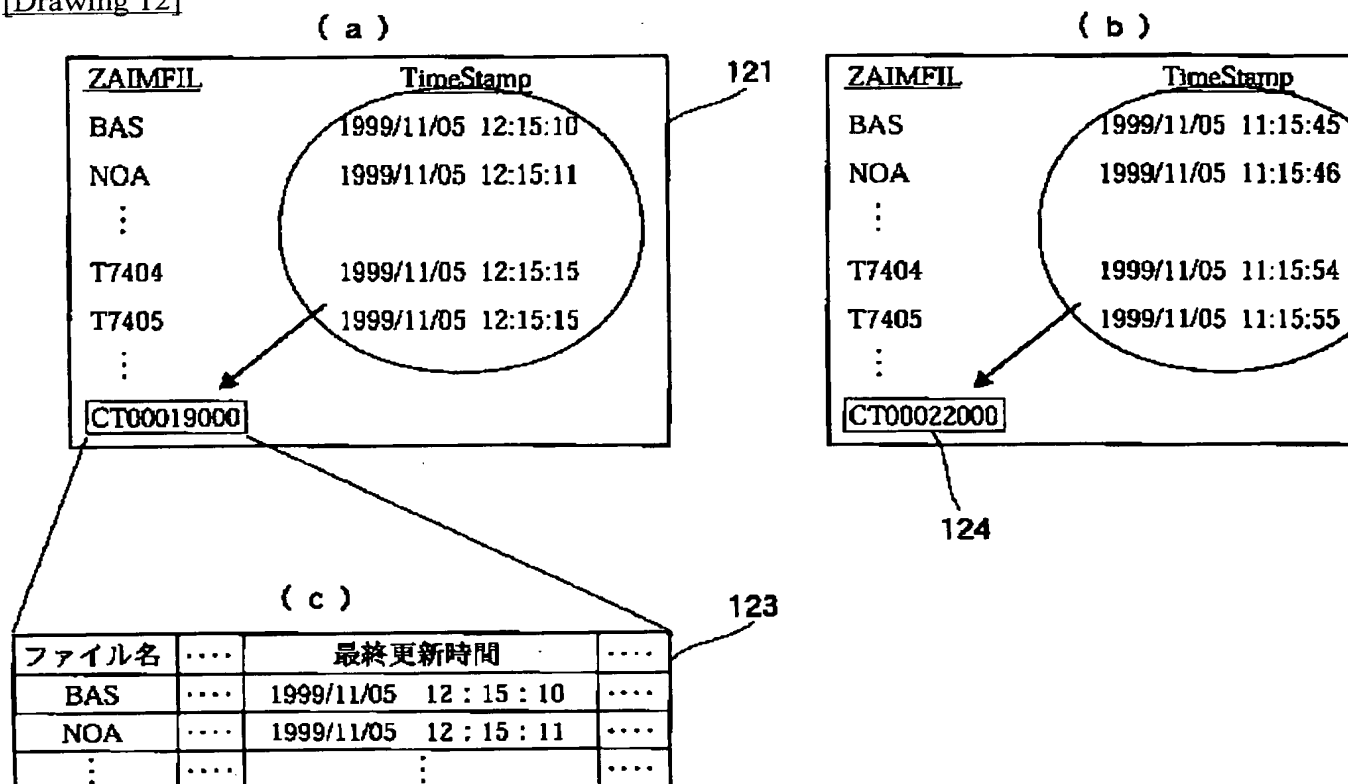 [Drawing 12]
( a )
ZAIMFIL TimeStamp
BAS 1999/11/05 12:15:10
NOA 1999/11/05 12:15:11
⋮
T7404 1999/11/05 12:15:15
T7405 1999/11/05 12:15:15
⋮
CT00019000
121
( b )
ZAIMFIL TimeStamp
BAS 1999/11/05 11:15:45
NOA 1999/11/05 11:15:46
⋮
T7404 1999/11/05 11:15:54
T7405 1999/11/05 11:15:55
⋮
CT00022000
124
( c )
123
ファイル名 ‥‥ 最終更新時間 ‥‥
BAS ‥‥ 1999/11/05 12 : 15 : 10 ‥‥
NOA ‥‥ 1999/11/05 12 : 15 : 11 ‥‥
⋮ ‥‥ ⋮ ‥‥